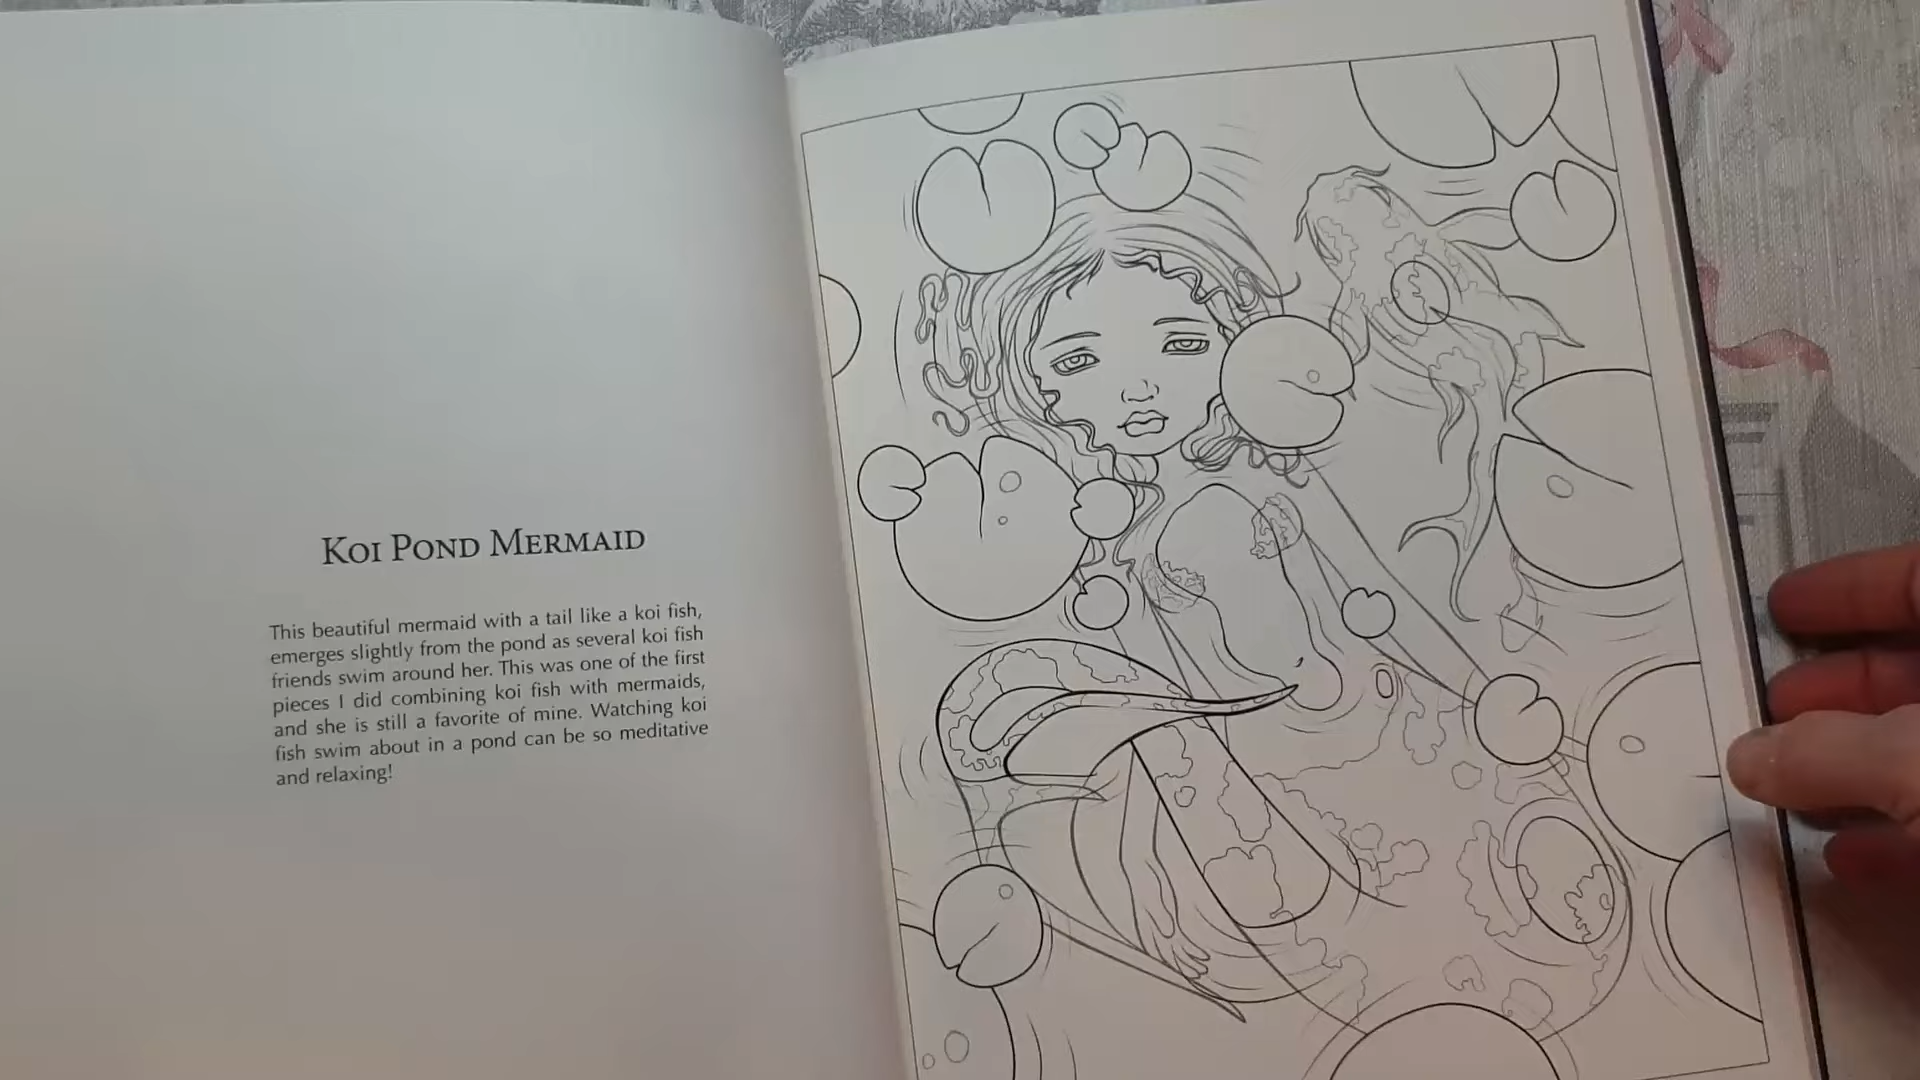 Koi Pond Mermaid
This beautiful mermaid with a tail like a koi fish,
emerges slightly from the pond as several koi fish
friends swim around her. This was one of the first
pieces I did combining koi fish with mermaids,
and she is still a favorite of mine. Watching koi
fish swim about in a pond can be so meditative
and relaxing!